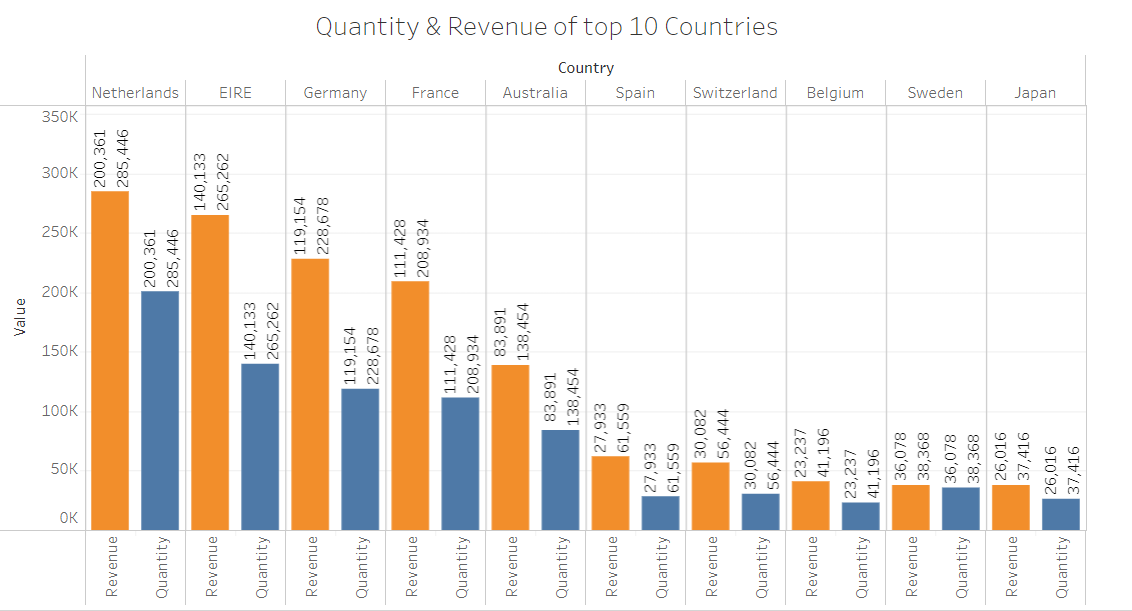 Quantity & Revenue of top 10 Countries
Country
Netherlands EIRE Germany France Australia Spain Switzerland Belgium Sweden Japan
Value
350K
300K
250K
200K
150K
100K
50K
0K
200,361
285,446
200,361
285,446
140,133
265,262
140,133
265,262
119,154
228,678
119,154
228,678
111,428
208,934
111,428
208,934
83,891
138,454
83,891
138,454
27,933
61,559
27,933
61,559
30,082
56,444
30,082
56,444
23,237
41,196
23,237
41,196
36,078
38,368
36,078
38,368
26,016
37,416
26,016
37,416
Revenue
Quantity
Revenue
Quantity
Revenue
Quantity
Revenue
Quantity
Revenue
Quantity
Revenue
Quantity
Revenue
Quantity
Revenue
Quantity
Revenue
Quantity
Revenue
Quantity